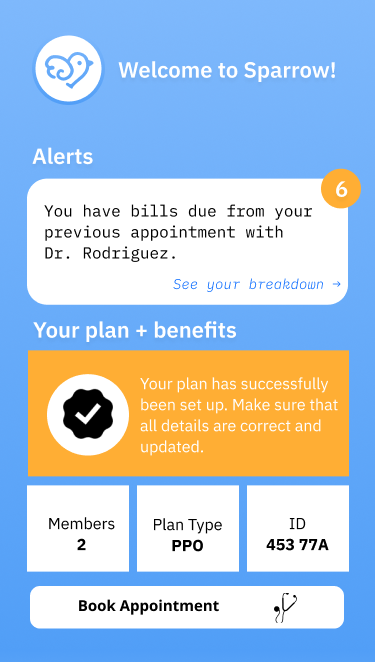 Welcome to Sparrow!
Alerts
6
You have bills due from your
previous appointment with
Dr. Rodriguez.
See your breakdown →
Your plan + benefits
Your plan has successfully
been set up. Make sure that
all details are correct and
updated.
Members
2
Plan Type
PPO
ID
453 77A
Book Appointment